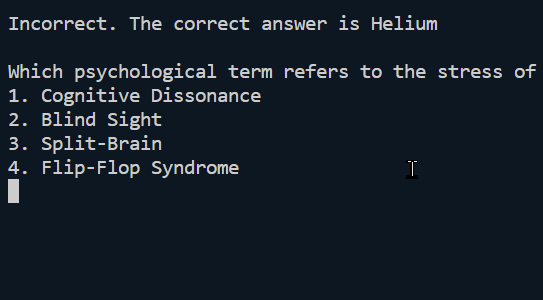 Incorrect. The correct answer is Helium
Which psychological term refers to the stress of
1. Cognitive Dissonance
2. Blind Sight
3. Split-Brain
4. Flip-Flop Syndrome